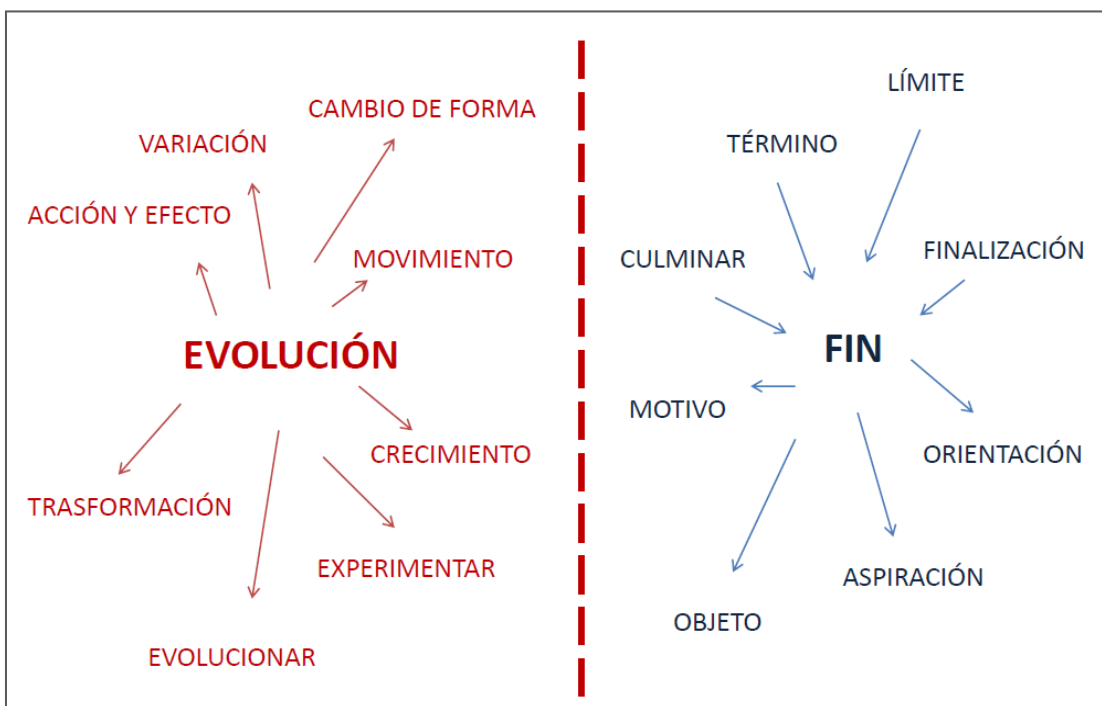 CAMBIO DE FORMA
VARIACIÓN
ACCIÓN Y EFECTO
MOVIMIENTO
EVOLUCIÓN
CRECIMIENTO
TRASFORMACIÓN
EXPERIMENTAR
EVOLUCIONAR
LÍMITE
TÉRMINO
CULMINAR
FINALIZACIÓN
FIN
MOTIVO
ORIENTACIÓN
ASPIRACIÓN
OBJETO